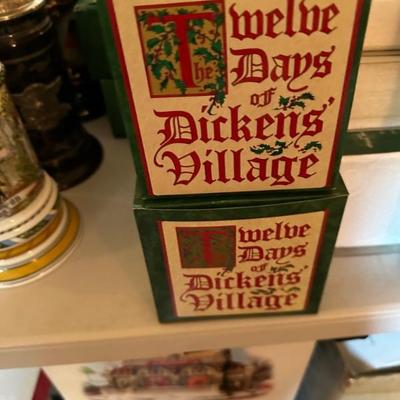 The Twelve
Days
of
Dickens'
Village
The Twelve
Days
of
Dickens'
Village